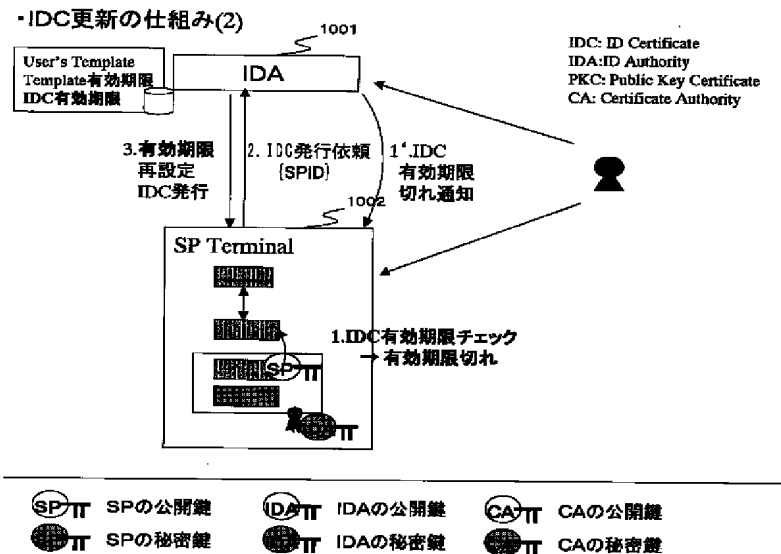 ・IDC更新の仕組み(2)
1001
IDC: ID Certificate
IDA:ID Authority
PKC: Public Key Certificate
CA: Certificate Authority
User's Template
Template有効期限
IDC有効期限
IDA
3.有効期限
再設定
IDC発行
2. IDC発行依頼
{SPID}
1'.IDC
有効期限
切れ通知
1002
SP Terminal
1.IDC有効期限チェック
→ 有効期限切れ
SP
SP SPの公開鍵
IDA IDAの公開鍵
CA CAの公開鍵
SPの秘密鍵
IDAの秘密鍵
CAの秘密鍵